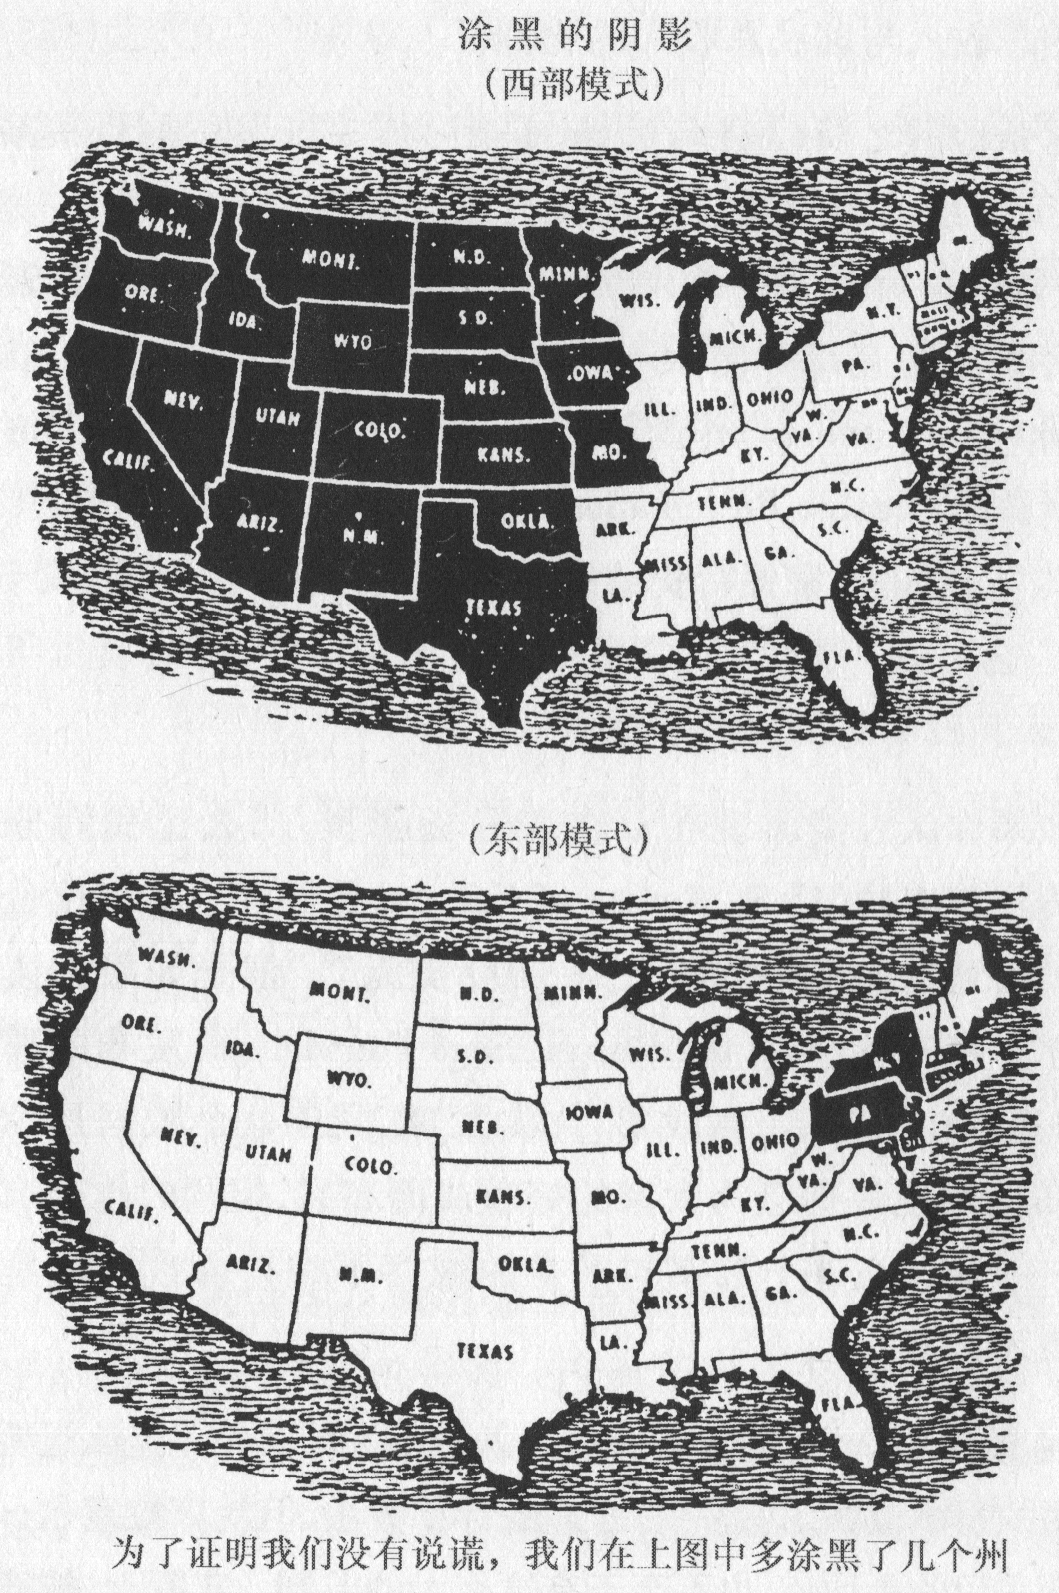 涂黑的阴影
(西部模式)
WASH.
MONT.
N.D.
MINN.
ORE.
IDA.
WYO
S.D.
WIS.
MICH.
N.Y.
NEV.
UTAH
COLO.
NEB.
IOWA
ILL.
IND.
OHIO
PA.
CALIF.
KANS.
MO.
KY.
W. VA.
VA.
ARIZ.
N.M.
OKLA.
ARK.
TENN.
N.C.
TEXAS
LA.
MISS
ALA.
GA.
S.C.
FLA.
(东部模式)
WASH.
MONT.
N.D.
MINN.
ORE.
IDA.
WYO.
S.D.
WIS.
MICH.
N.Y.
NEV.
UTAH
COLO.
NEB.
IOWA
ILL.
IND.
OHIO
PA
CALIF.
KANS.
MO.
KY.
W. VA.
VA.
ARIZ.
N.M.
OKLA.
ARK.
TENN.
N.C.
TEXAS
LA.
MISS.
ALA.
GA.
S.C.
FLA.
为了证明我们没有说谎，我们在上图中多涂黑了几个州